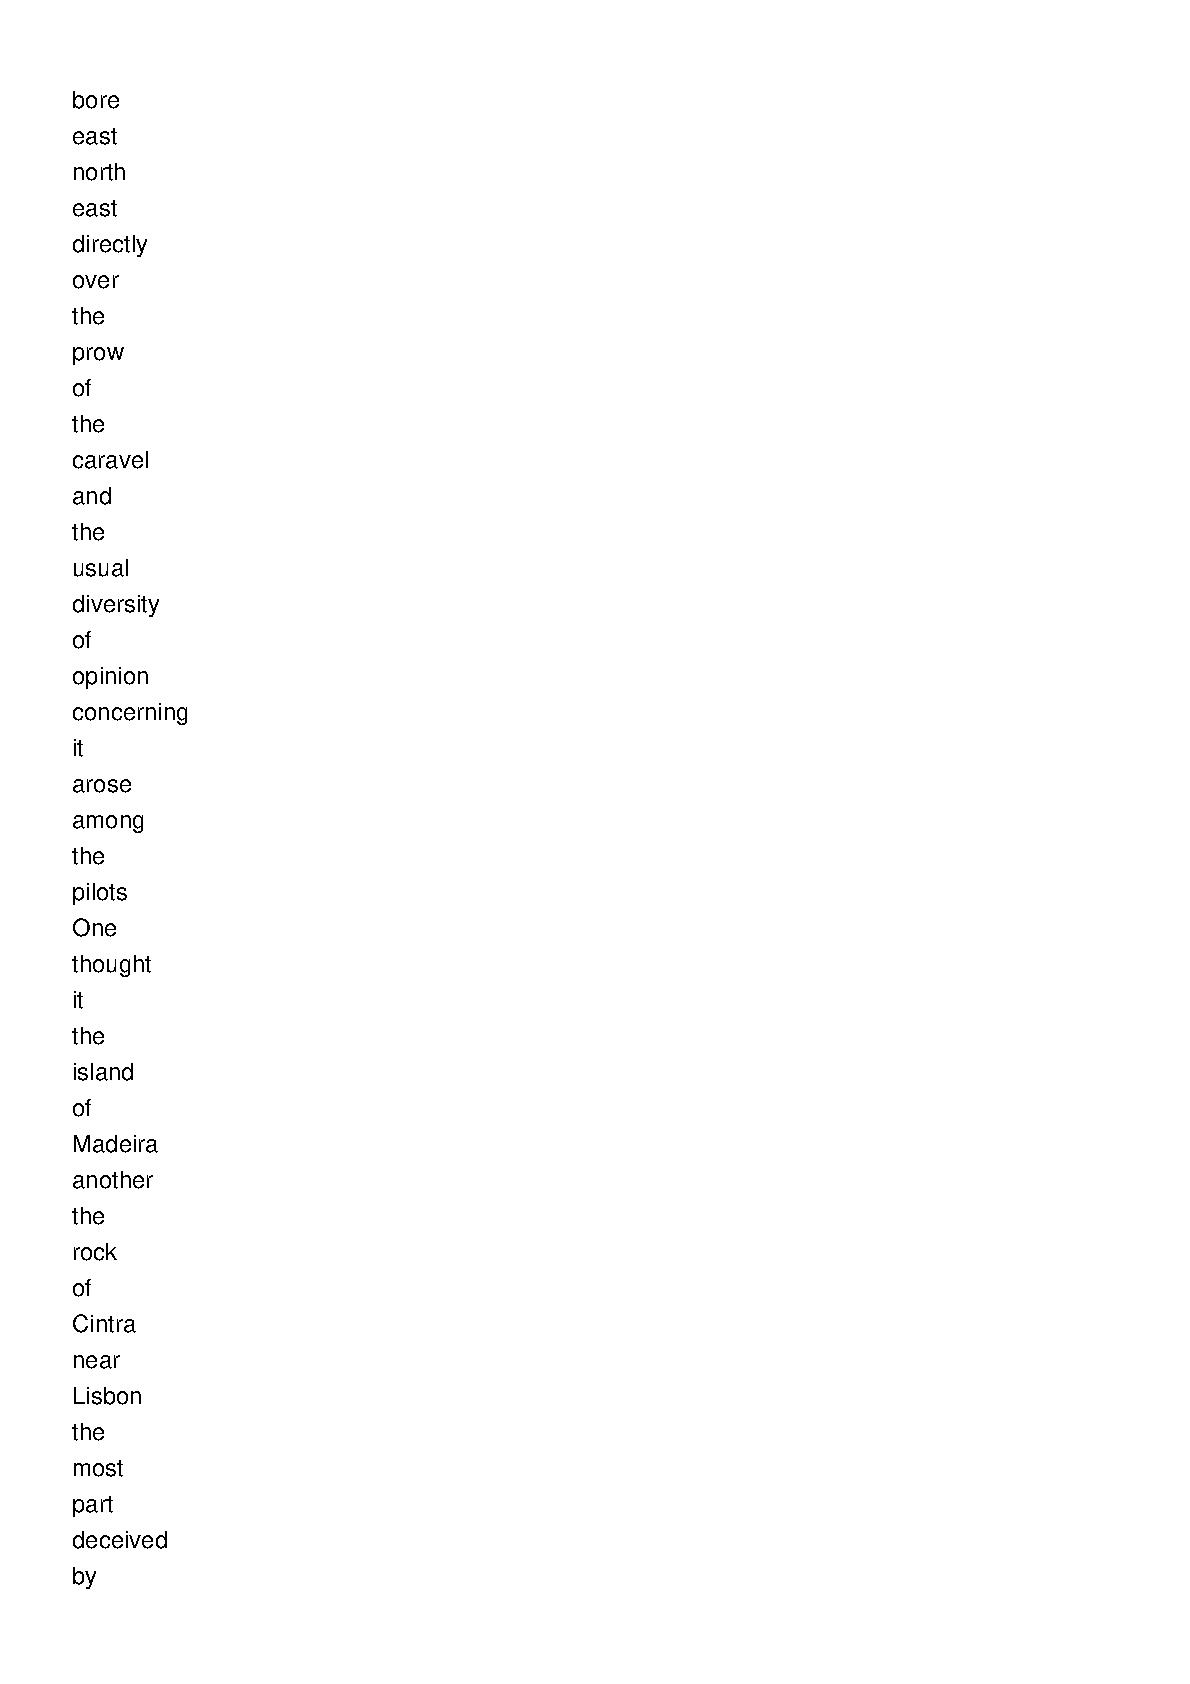 bore
east
north
east
directly
over
the
prow
of
the
caravel
and
the
usual
diversity
of
opinion
concerning
it
arose
among
the
pilots
One
thought
it
the
island
of
Madeira
another
the
rock
of
Cintra
near
Lisbon
the
most
part
deceived
by